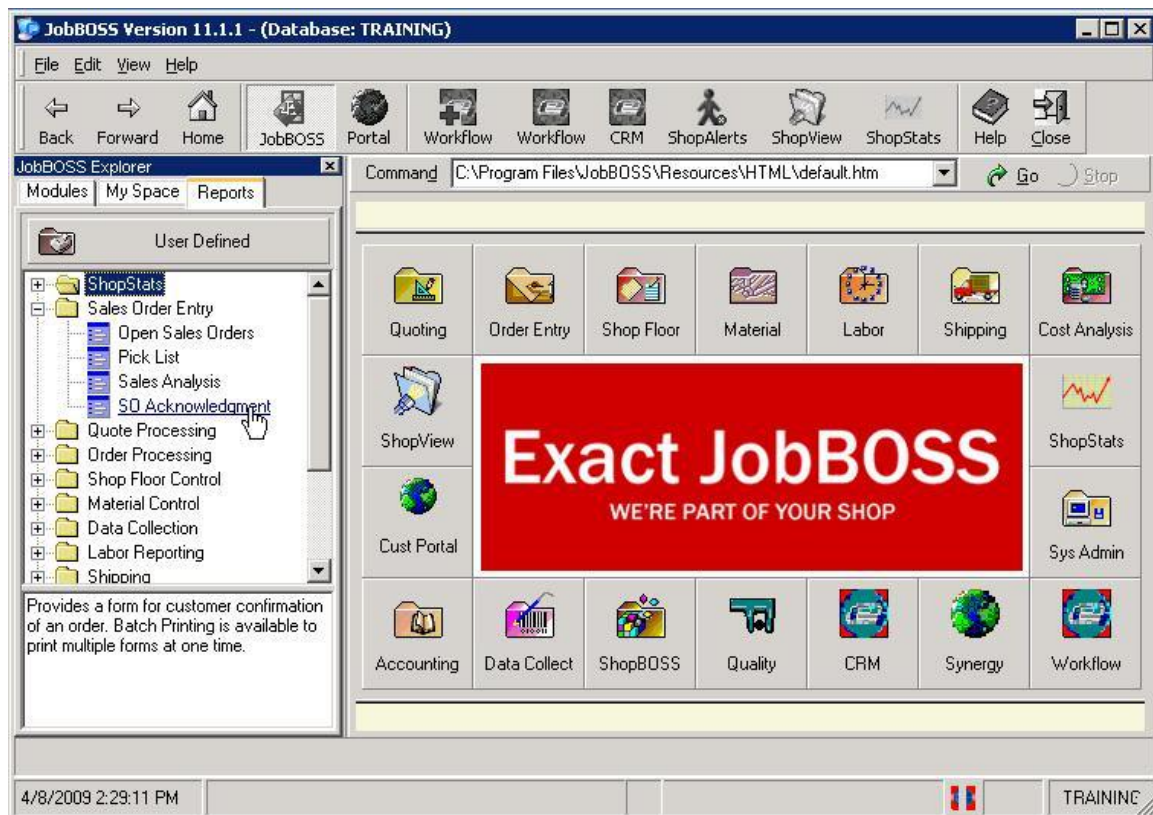 JobBOSS Version 11.1.1 - (Database: TRAINING)
File Edit View Help
Back Forward Home JobBOSS Portal Workflow Workflow CRM ShopAlerts ShopView ShopStats Help Close
JobBOSS Explorer
Modules My Space Reports
Command C:\Program Files\JobBOSS\Resources\HTML\default.htm Go Stop
User Defined
ShopStats
Sales Order Entry
Open Sales Orders
Pick List
Sales Analysis
SO Acknowledgment
Quote Processing
Order Processing
Shop Floor Control
Material Control
Data Collection
Labor Reporting
Shipping
Provides a form for customer confirmation
of an order. Batch Printing is available to
print multiple forms at one time.
Quoting Order Entry Shop Floor Material Labor Shipping Cost Analysis
ShopView
Exact JobBOSS
WE'RE PART OF YOUR SHOP
ShopStats
Cust Portal
Sys Admin
Accounting Data Collect ShopBOSS Quality CRM Synergy Workflow
4/8/2009 2:29:11 PM TRAINING